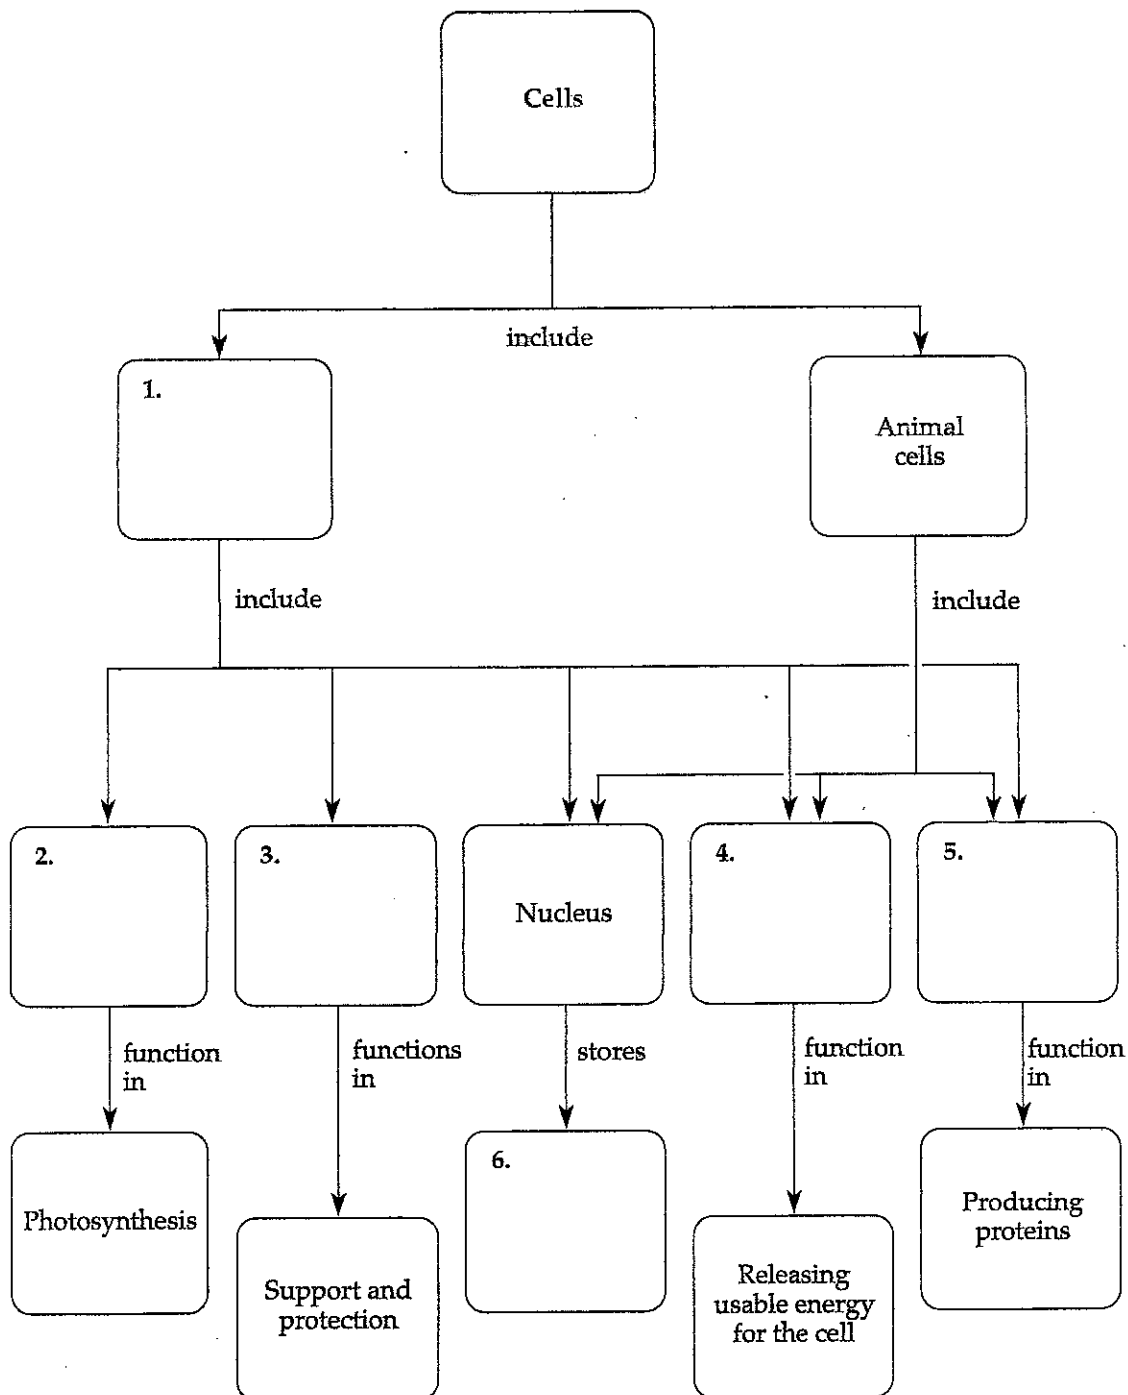 Cells
include
1.
Animal
cells
include
include
2.
3.
Nucleus
4.
5.
function
in
functions
in
stores
function
in
function
in
Photosynthesis
Support and
protection
6.
Releasing
usable energy
for the cell
Producing
proteins